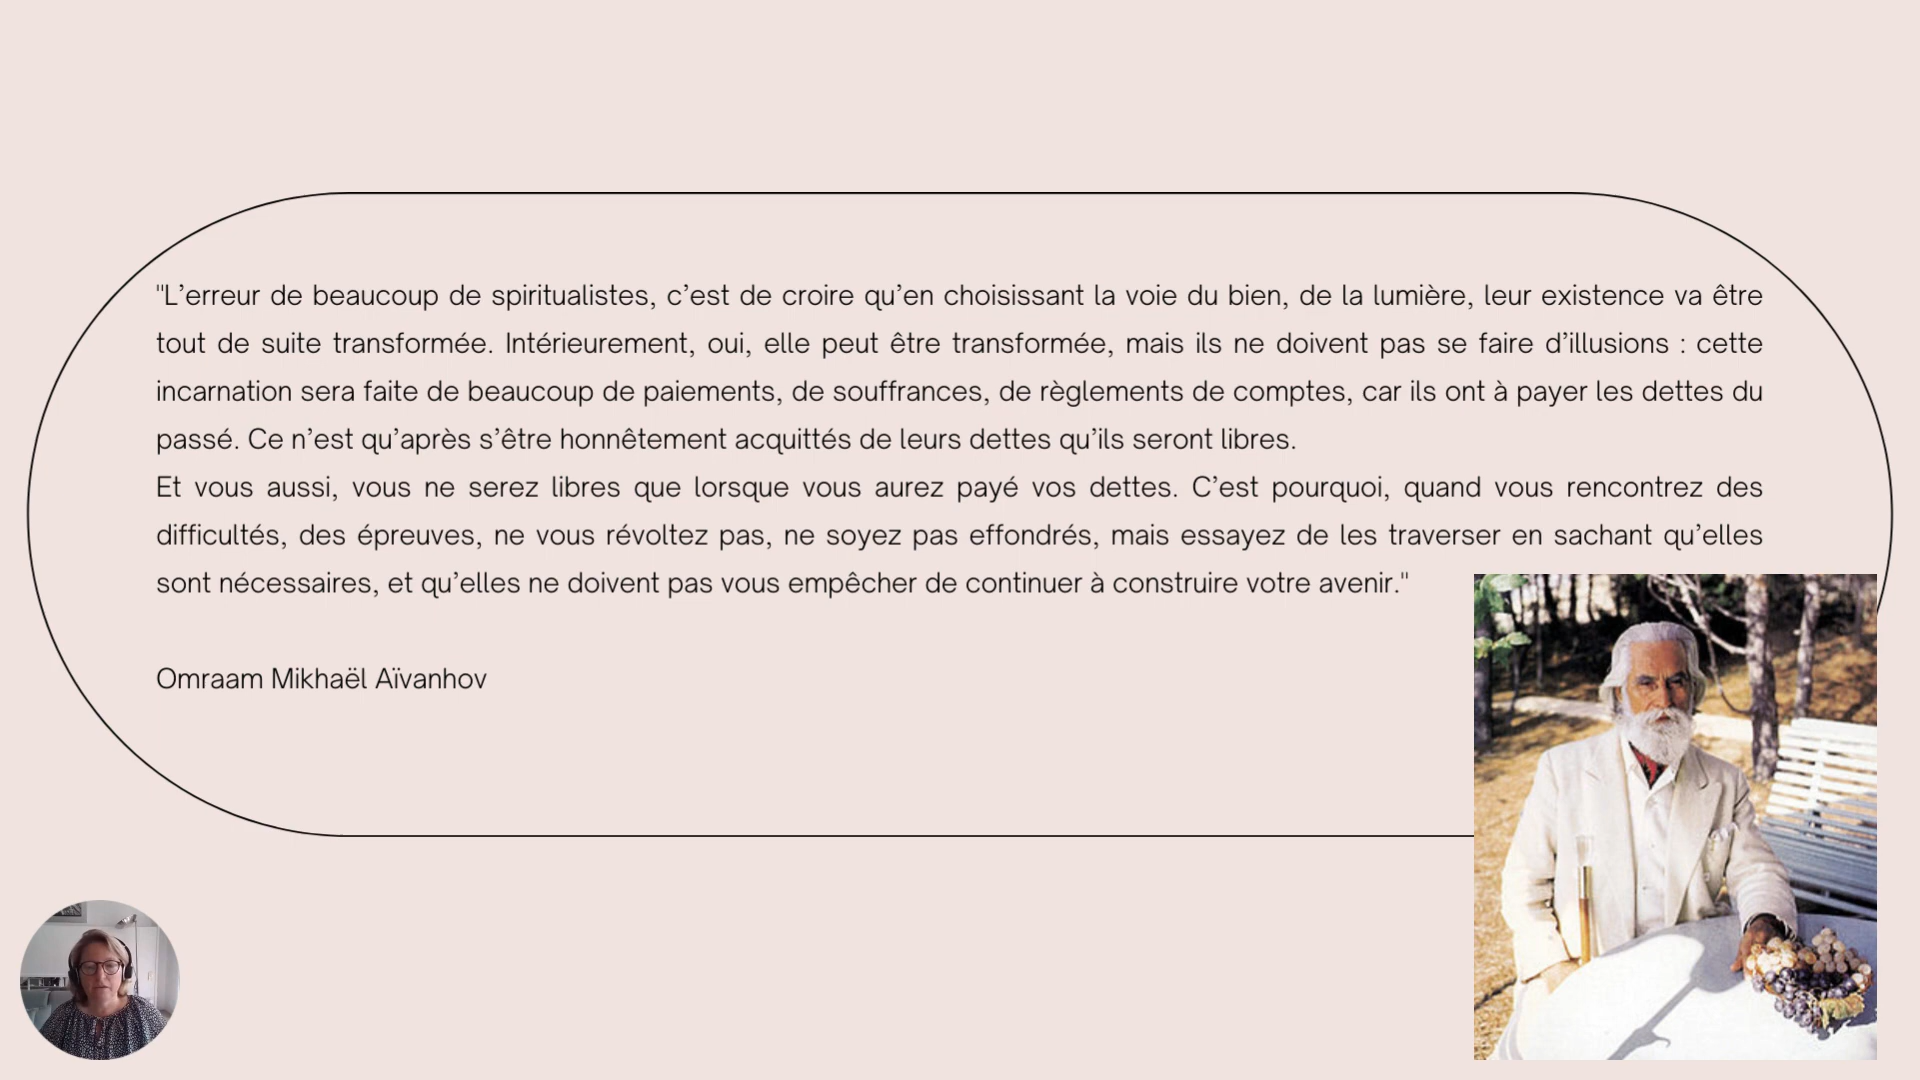 "L’erreur de beaucoup de spiritualistes, c’est de croire qu’en choisissant la voie du bien, de la lumière, leur existence va être
tout de suite transformée. Intérieurement, oui, elle peut être transformée, mais ils ne doivent pas se faire d’illusions : cette
incarnation sera faite de beaucoup de paiements, de souffrances, de règlements de comptes, car ils ont à payer les dettes du
passé. Ce n’est qu’après s’être honnêtement acquittés de leurs dettes qu’ils seront libres.
Et vous aussi, vous ne serez libres que lorsque vous aurez payé vos dettes. C’est pourquoi, quand vous rencontrez des
difficultés, des épreuves, ne vous révoltez pas, ne soyez pas effondrés, mais essayez de les traverser en sachant qu’elles
sont nécessaires, et qu’elles ne doivent pas vous empêcher de continuer à construire votre avenir."
Omraam Mikhaël Aïvanhov